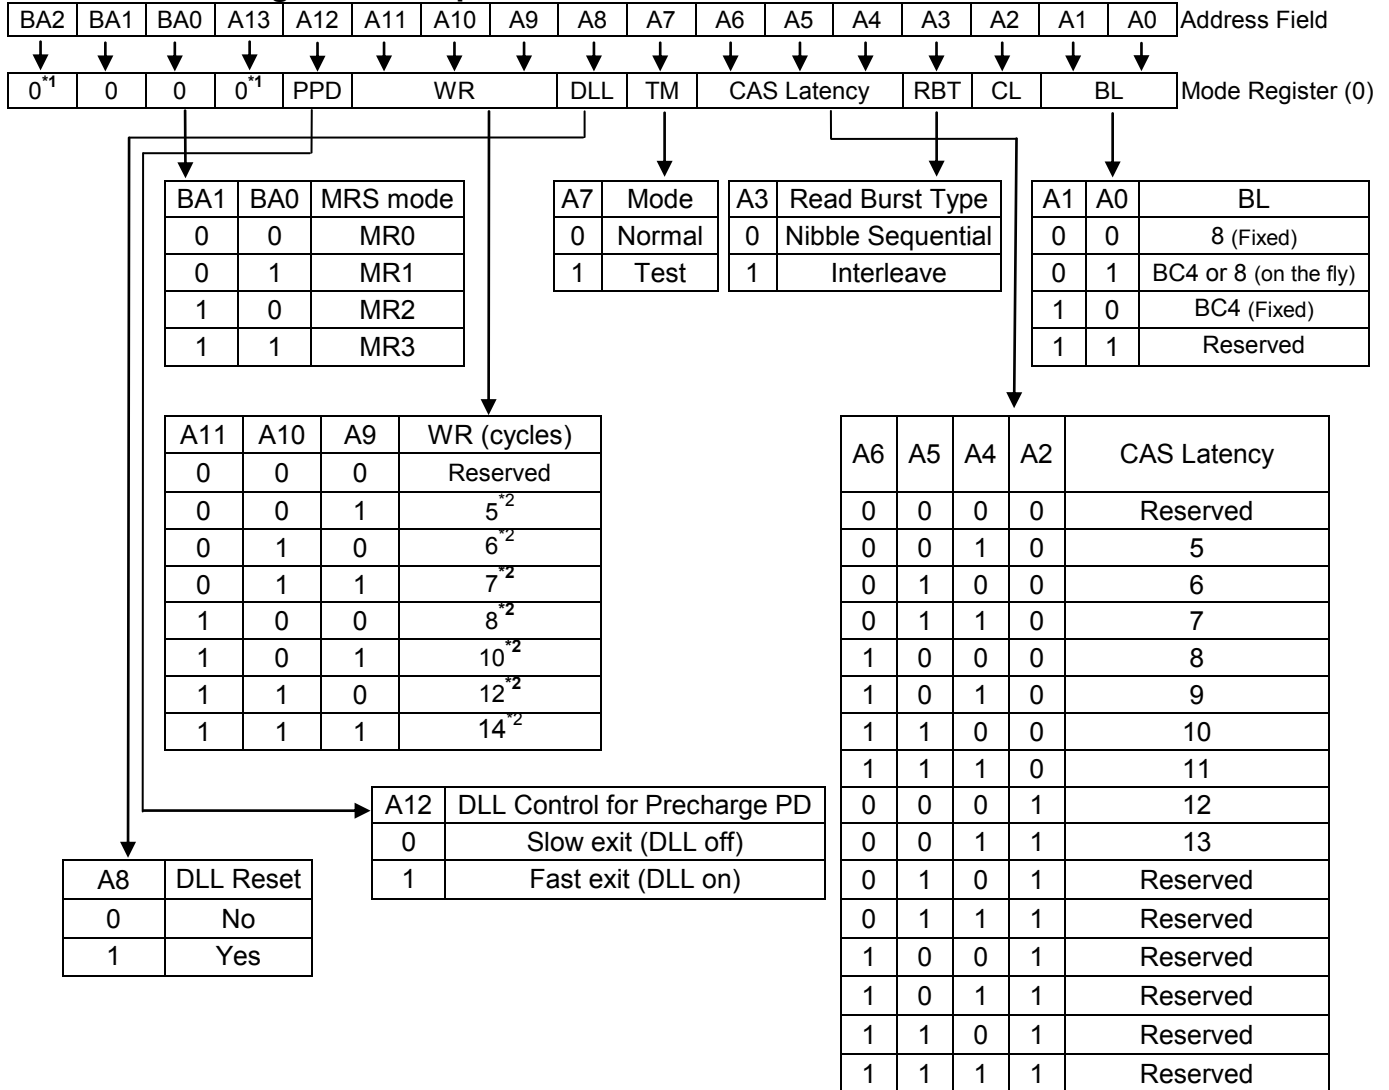 BA2 BA1 BA0 A13 A12 A11 A10 A9 A8 A7 A6 A5 A4 A3 A2 A1 A0 Address Field
0*1 0 0 0*1 PPD WR DLL TM CAS Latency RBT CL BL Mode Register (0)
BA1 BA0 MRS mode
0 0 MR0
0 1 MR1
1 0 MR2
1 1 MR3
A7 Mode
0 Normal
1 Test
A3 Read Burst Type
0 Nibble Sequential
1 Interleave
A1 A0 BL
0 0 8 (Fixed)
0 1 BC4 or 8 (on the fly)
1 0 BC4 (Fixed)
1 1 Reserved
A11 A10 A9 WR (cycles)
0 0 0 Reserved
0 0 1 5*2
0 1 0 6*2
0 1 1 7*2
1 0 0 8*2
1 0 1 10*2
1 1 0 12*2
1 1 1 14*2
A6 A5 A4 A2 CAS Latency
0 0 0 0 Reserved
0 0 1 0 5
0 1 0 0 6
0 1 1 0 7
1 0 0 0 8
1 0 1 0 9
1 1 0 0 10
1 1 1 0 11
0 0 0 1 12
0 0 1 1 13
0 1 0 1 Reserved
0 1 1 1 Reserved
1 0 0 1 Reserved
1 0 1 1 Reserved
1 1 0 1 Reserved
1 1 1 1 Reserved
A12 DLL Control for Precharge PD
0 Slow exit (DLL off)
1 Fast exit (DLL on)
A8 DLL Reset
0 No
1 Yes